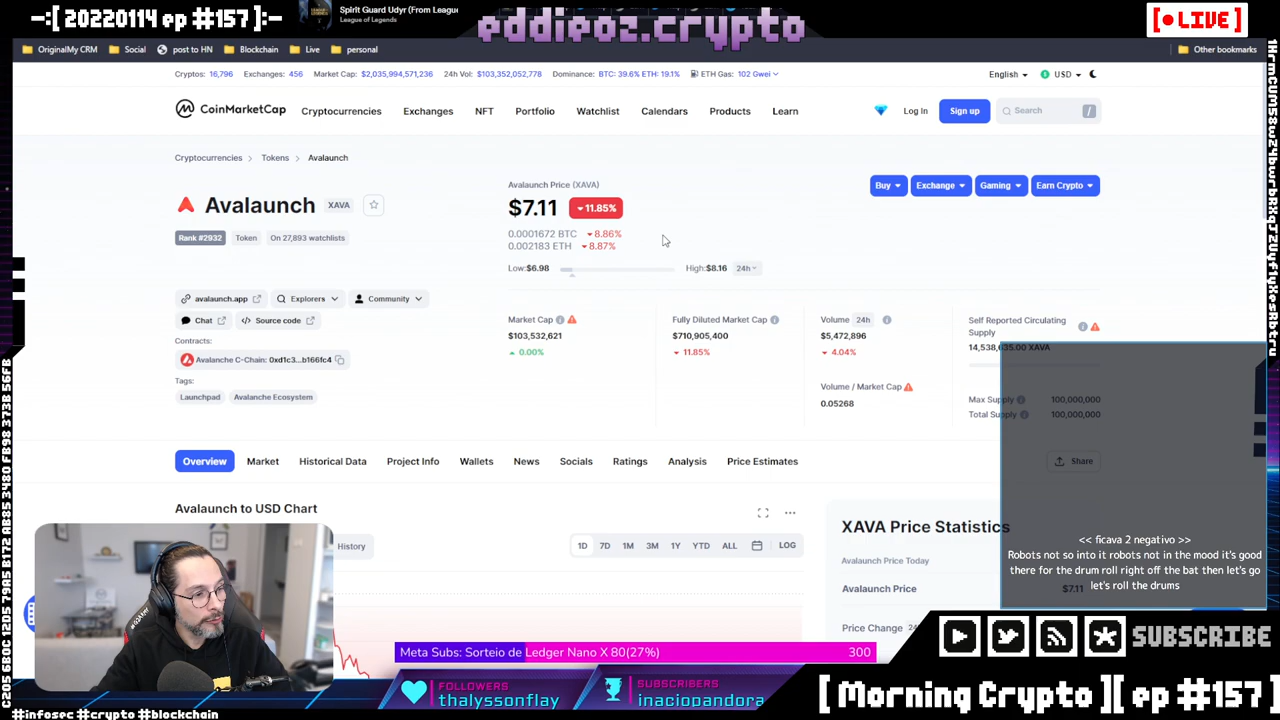 -:[ 20220114 ep #157]:-
Spirit Guard Udyr (From Leagu
League of Legends
eddieoz.crypto
[●LIVE]
OriginalMy CRM
Social
post to HN
Blockchain
Live
personal
Other bookmarks
Cryptos: 16,796
Exchanges: 456
Market Cap: $2,035,994,571,236
24h Vol: $103,352,052,778
Dominance: BTC: 39.6% ETH: 19.1%
ETH Gas: 102 Gwei
English
USD
CoinMarketCap
Cryptocurrencies
Exchanges
NFT
Portfolio
Watchlist
Calendars
Products
Learn
Log In
Sign up
Search
/
Cryptocurrencies > Tokens > Avalaunch
Avalaunch
XAVA
Rank #2932
Token
On 27,893 watchlists
avalaunch.app
Explorers
Community
Chat
Source code
Contracts:
Avalanche C-Chain: 0xd1c3...b166fc4
Tags:
Launchpad
Avalanche Ecosystem
Avalaunch Price (XAVA)
$7.11
11.85%
0.0001672 BTC
8.86%
0.002183 ETH
8.87%
Low: $6.98
High: $8.16
24h
Buy
Exchange
Gaming
Earn Crypto
Market Cap
$103,532,621
0.00%
Fully Diluted Market Cap
$710,905,400
11.85%
Volume 24h
$5,472,896
4.04%
Volume / Market Cap
0.05268
Self Reported Circulating
Supply
14,538,635.00 XAVA
Max Supply
100,000,000
Total Supply
100,000,000
Overview
Market
Historical Data
Project Info
Wallets
News
Socials
Ratings
Analysis
Price Estimates
Share
Avalaunch to USD Chart
History
1D
7D
1M
3M
1Y
YTD
ALL
LOG
XAVA Price Statistics
Avalaunch Price Today
Avalaunch Price
$7.11
Price Change
<< ficava 2 negativo >>
Robots not so into it robots not in the mood it's good
there for the drum roll right off the bat then let's go
let's roll the drums
Meta Subs: Sorteio de Ledger Nano X 80(27%)
300
FOLLOWERS
thalyssonflay
SUBSCRIBERS
inaciopandora
SUBSCRIBE
[Morning Crypto ][ ep #157]
#infosec #crypto #blockchain